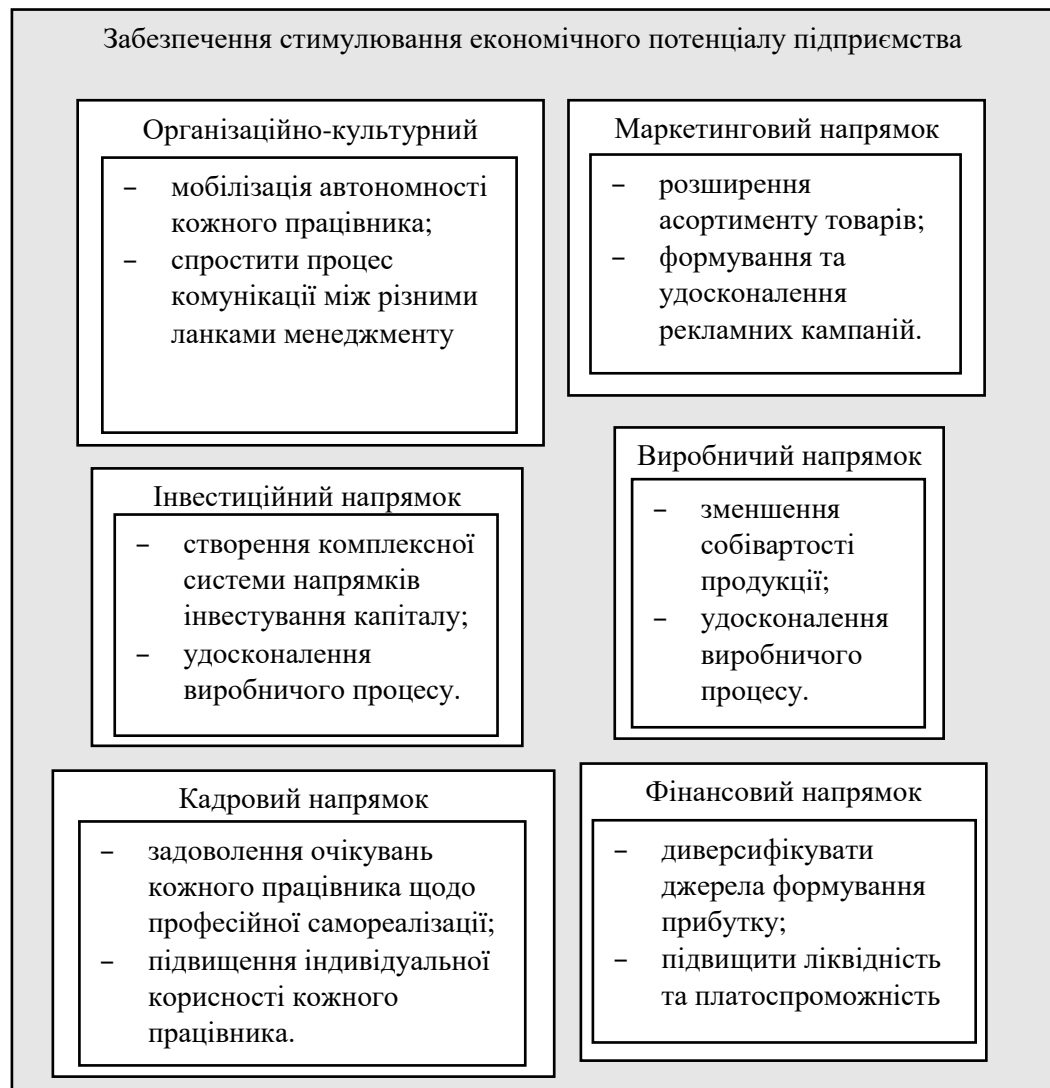 Забезпечення стимулювання економічного потенціалу підприємства
Організаційно-культурний
– мобілізація автономності
кожного працівника;
– спростити процес
комунікації між різними
ланками менеджменту
Маркетинговий напрямок
– розширення
асортименту товарів;
– формування та
удосконалення
рекламних кампаній.
Інвестиційний напрямок
– створення комплексної
системи напрямків
інвестування капіталу;
– удосконалення
виробничого процесу.
Виробничий напрямок
– зменшення
собівартості
продукції;
– удосконалення
виробничого
процесу.
Кадровий напрямок
– задоволення очікувань
кожного працівника щодо
професійної самореалізації;
– підвищення індивідуальної
корисності кожного
працівника.
Фінансовий напрямок
– диверсифікувати
джерела формування
прибутку;
– підвищити ліквідність
та платоспроможність